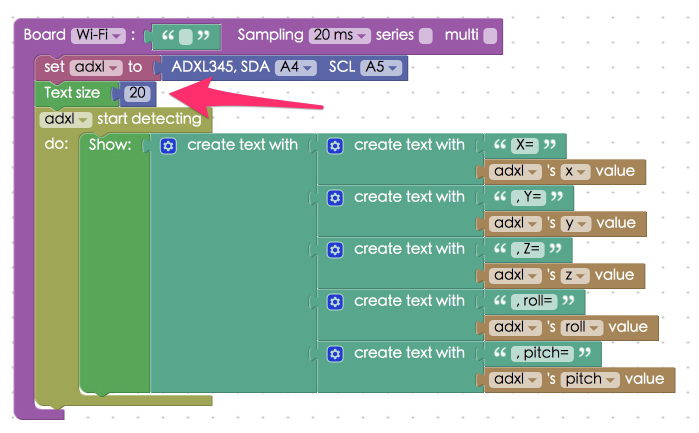 Board Wi-Fi : “ ” Sampling 20 ms series multi
set adxl to ADXL345, SDA A4 SCL A5
Text size 20
adxl start detecting
do: Show: create text with create text with “ X= ”
adxl 's x value
create text with “ , Y= ”
adxl 's y value
create text with “ , Z= ”
adxl 's z value
create text with “ , roll= ”
adxl 's roll value
create text with “ , pitch= ”
adxl 's pitch value